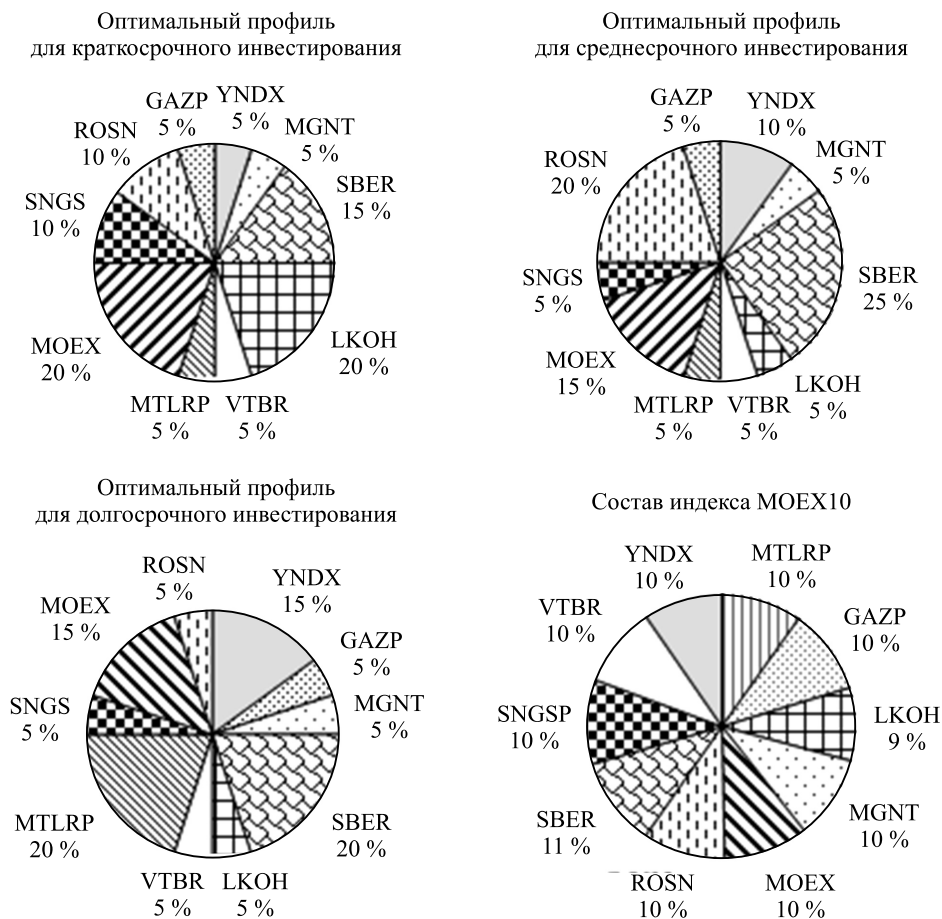 Оптимальный профиль
для краткосрочного инвестирования
GAZP
5 %
YNDX
5 %
MGNT
5 %
ROSN
10 %
SBER
15 %
SNGS
10 %
MOEX
20 %
LKOH
20 %
MTLRP
5 %
VTBR
5 %
Оптимальный профиль
для среднесрочного инвестирования
GAZP
5 %
YNDX
10 %
MGNT
5 %
ROSN
20 %
SBER
25 %
SNGS
5 %
MOEX
15 %
LKOH
5 %
MTLRP
5 %
VTBR
5 %
Оптимальный профиль
для долгосрочного инвестирования
ROSN
5 %
YNDX
15 %
MOEX
15 %
GAZP
5 %
SNGS
5 %
MGNT
5 %
MTLRP
20 %
SBER
20 %
VTBR
5 %
LKOH
5 %
Состав индекса MOEX10
YNDX
10 %
MTLRP
10 %
VTBR
10 %
GAZP
10 %
SNGSP
10 %
LKOH
9 %
SBER
11 %
MGNT
10 %
ROSN
10 %
MOEX
10 %